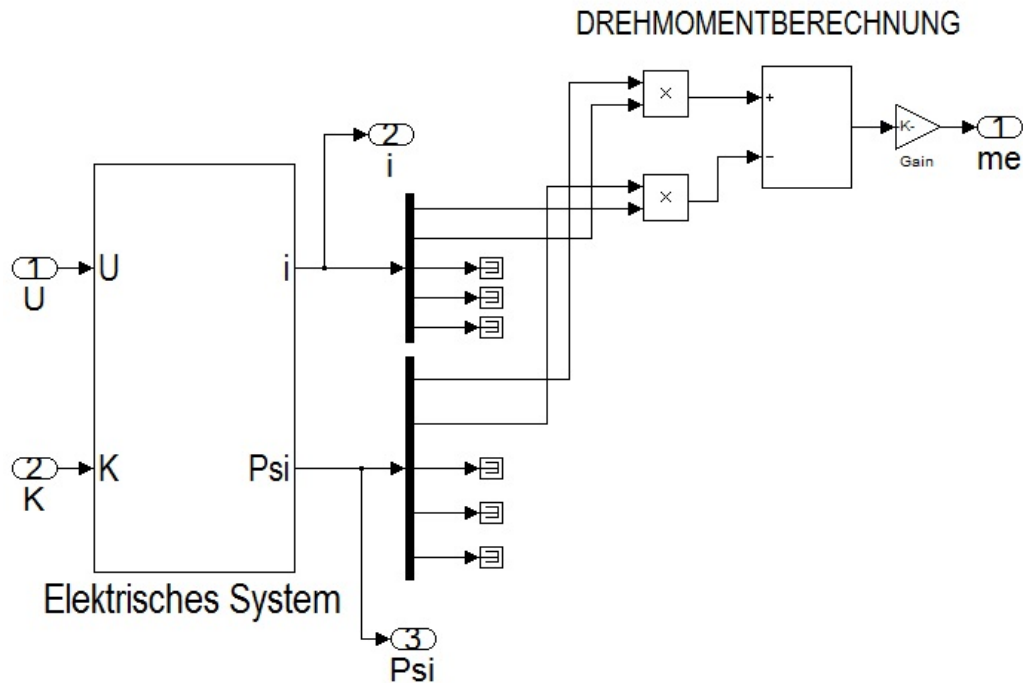 DREHMOMENTBERECHNUNG
2
i
×
+
−
K-
Gain
1
me
×
1
U
U
i
2
K
K
Psi
Elektrisches System
3
Psi